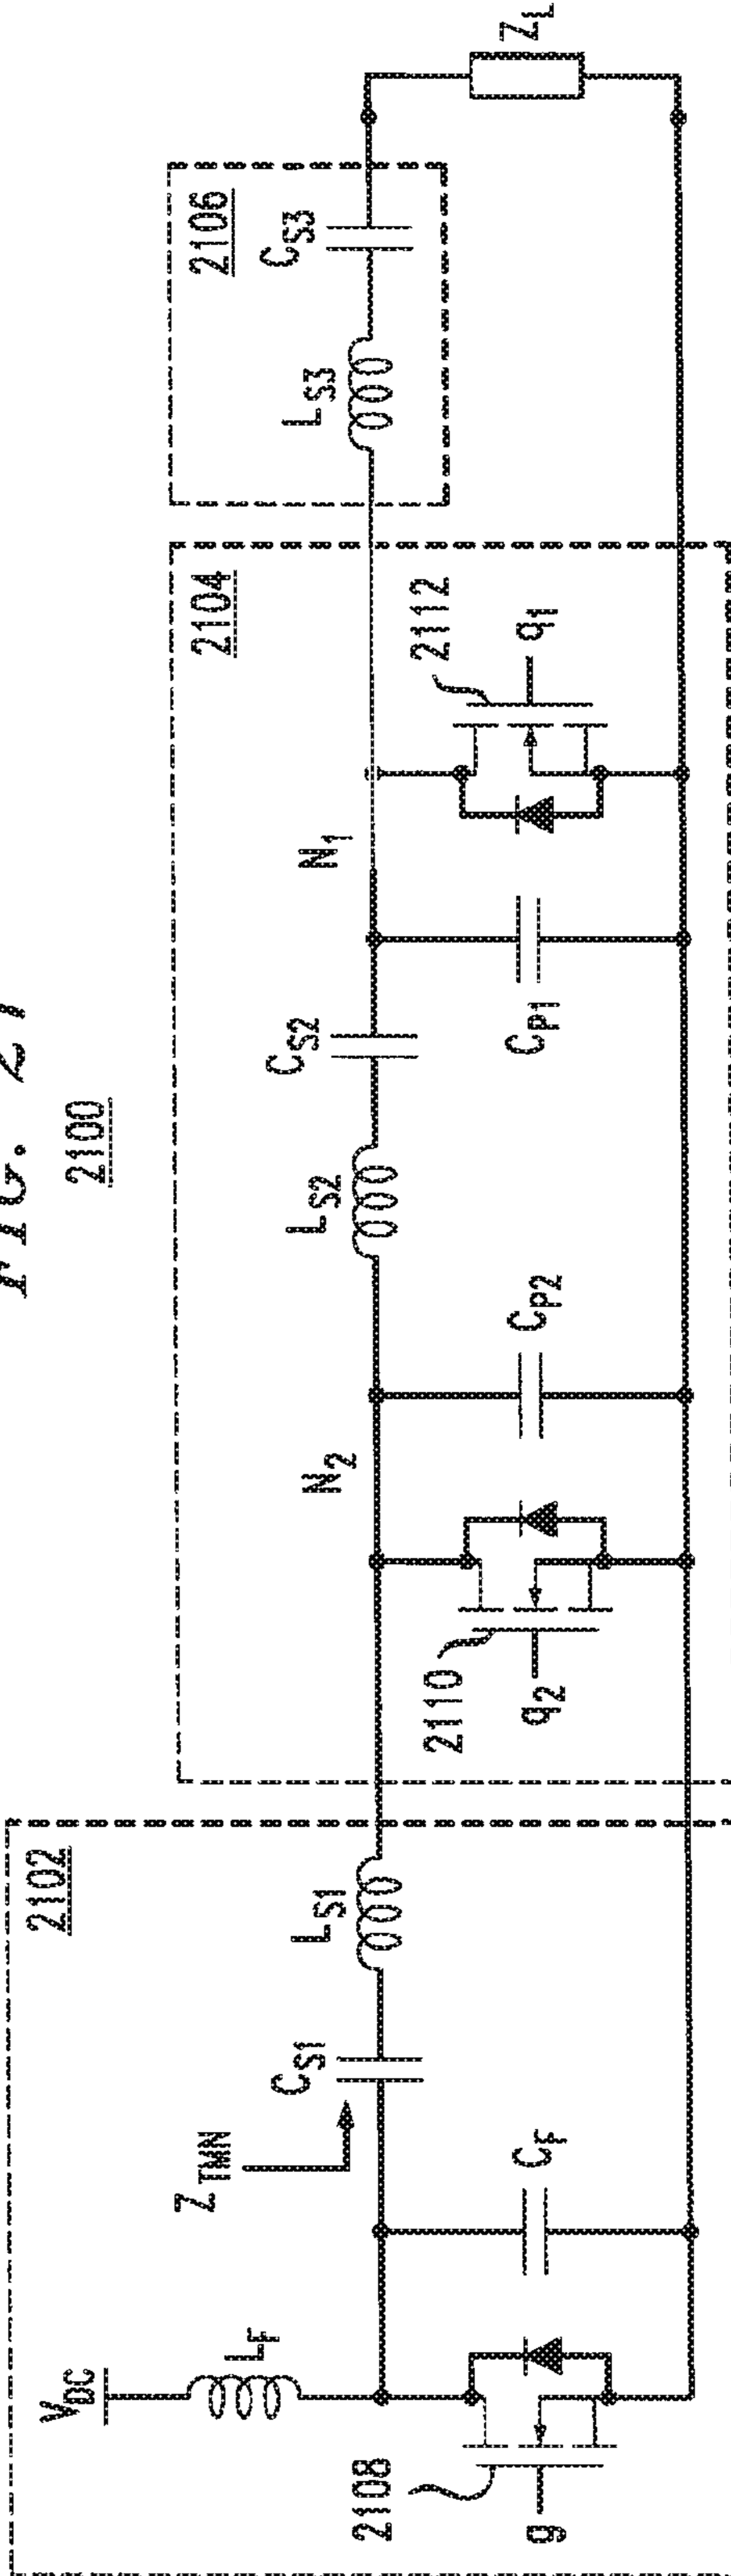 FIG. 21
2100
2102
V_DC
L_F
Z_TMN
C_S1
L_S1
C_F
2108
g
2104
N_2
L_S2
C_S2
N_1
C_P2
C_P1
2110
q_2
2112
q_1
2106
L_S3
C_S3
Z_L